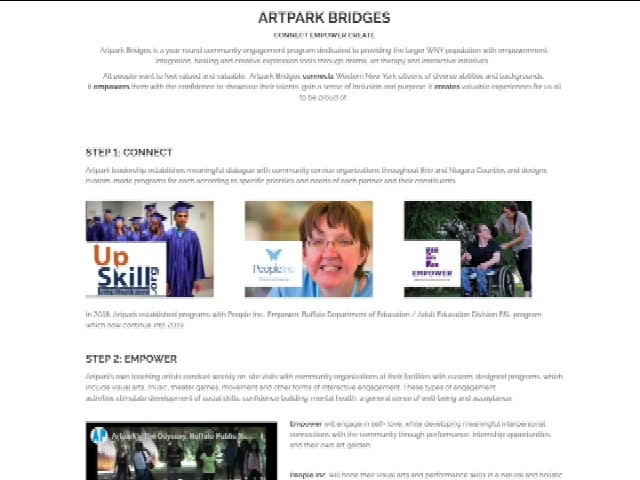 ARTPARK BRIDGES
CONNECT EMPOWER CREATE
Artpark Bridges is a year-round community engagement program dedicated to providing the larger WNY population with empowerment,
integration, healing and creative expression tools through drama, art therapy and interactive initiatives.
All people want to feel valued and valuable. Artpark Bridges connects Western New York citizens of diverse abilities and backgrounds.
It empowers them with the confidence to showcase their talents, gain a sense of inclusion and purpose. It creates valuable experiences for us all
to be proud of.
STEP 1: CONNECT
Artpark leadership establishes meaningful dialogue with community service organizations throughout Erie and Niagara Counties and designs
custom-made programs for each according to specific priorities and needs of each partner and their constituents.
Up
Skill.org
People Inc
EMPOWER
In 2018, Artpark established programs with People Inc., Empower, Buffalo Department of Education / Adult Education Division ESL program
which now continue into 2019.
STEP 2: EMPOWER
Artpark's own teaching artists conduct weekly on-site visits with community organizations at their facilities with custom-designed programs, which
include visual arts, music, theater games, movement and other forms of interactive engagement. These types of engagement
activities stimulate development of social skills, confidence building, mental health, a general sense of well-being and acceptance.
Artpark's The Odyssey, Buffalo Public X...
Empower will engage in self-love, while developing meaningful interpersonal
connections with the community through performance, internship opportunities,
and their own art garden.
People Inc. will hone their visual arts and performance skills in a natural and holistic